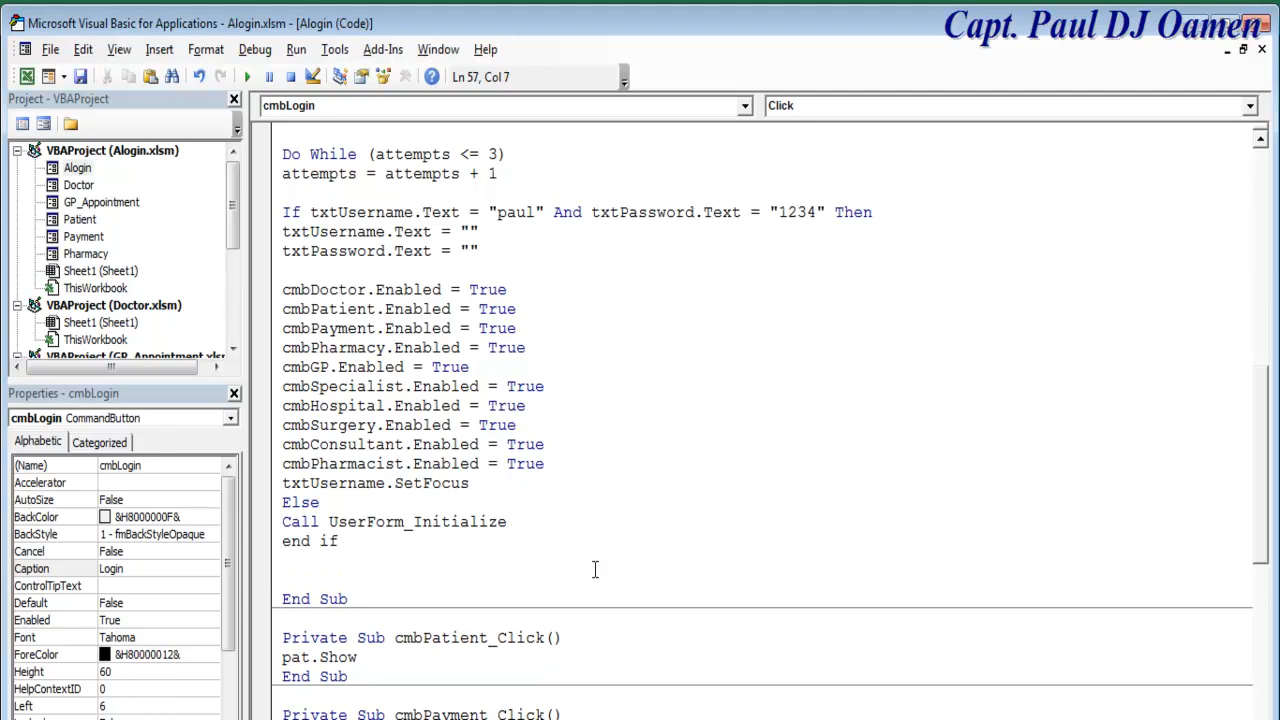 Microsoft Visual Basic for Applications - Alogin.xlsm - [Alogin (Code)]
Capt. Paul DJ Oamen
File Edit View Insert Format Debug Run Tools Add-Ins Window Help
Ln 57, Col 7
Project - VBAProject
VBAProject (Alogin.xlsm)
Alogin
Doctor
GP_Appointment
Patient
Payment
Pharmacy
Sheet1 (Sheet1)
ThisWorkbook
VBAProject (Doctor.xlsm)
Sheet1 (Sheet1)
ThisWorkbook
VBAProject (GP_Appointment.xlsr
Properties - cmbLogin
cmbLogin CommandButton
Alphabetic Categorized
(Name) cmbLogin
Accelerator
AutoSize False
BackColor &H8000000F&
BackStyle 1 - fmBackStyleOpaque
Cancel False
Caption Login
ControlTipText
Default False
Enabled True
Font Tahoma
ForeColor &H80000012&
Height 60
HelpContextID 0
Left 6
cmbLogin Click
Do While (attempts <= 3)
attempts = attempts + 1
If txtUsername.Text = "paul" And txtPassword.Text = "1234" Then
txtUsername.Text = ""
txtPassword.Text = ""
cmbDoctor.Enabled = True
cmbPatient.Enabled = True
cmbPayment.Enabled = True
cmbPharmacy.Enabled = True
cmbGP.Enabled = True
cmbSpecialist.Enabled = True
cmbHospital.Enabled = True
cmbSurgery.Enabled = True
cmbConsultant.Enabled = True
cmbPharmacist.Enabled = True
txtUsername.SetFocus
Else
Call UserForm_Initialize
end if
End Sub
Private Sub cmbPatient_Click()
pat.Show
End Sub
Private Sub cmbPayment_Click()